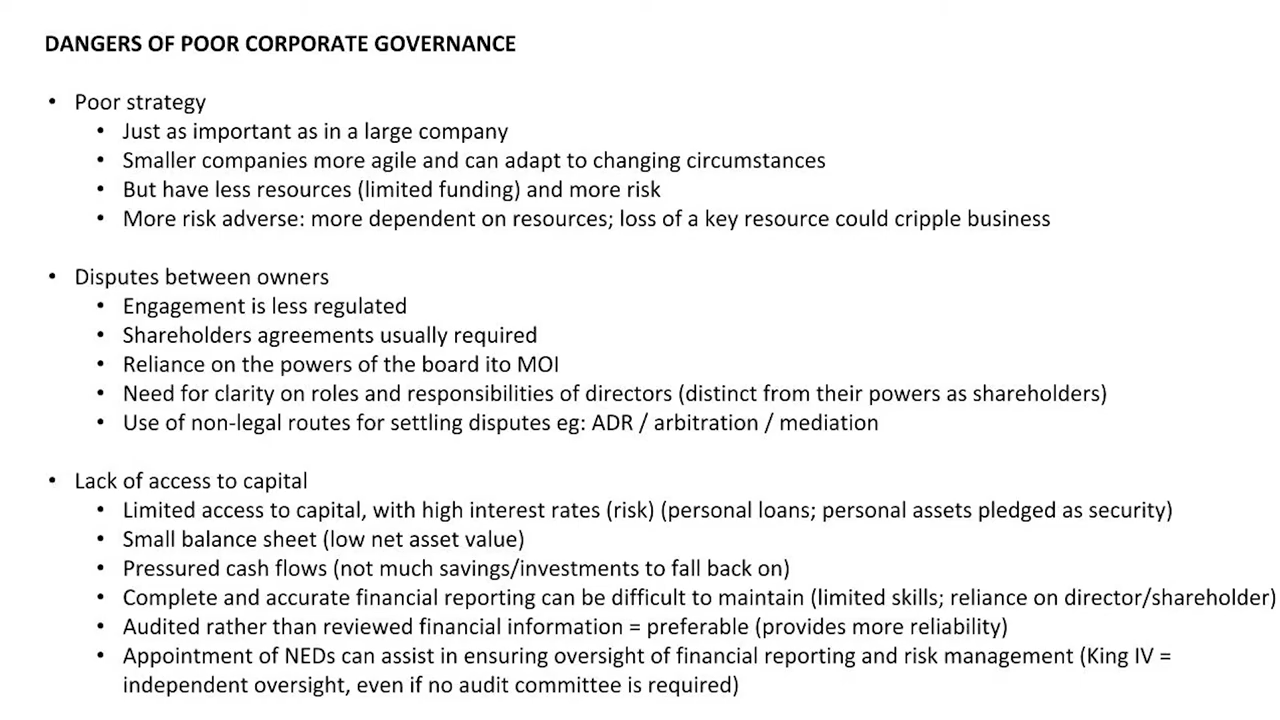 DANGERS OF POOR CORPORATE GOVERNANCE
• Poor strategy
• Just as important as in a large company
• Smaller companies more agile and can adapt to changing circumstances
• But have less resources (limited funding) and more risk
• More risk adverse: more dependent on resources; loss of a key resource could cripple business
• Disputes between owners
• Engagement is less regulated
• Shareholders agreements usually required
• Reliance on the powers of the board ito MOI
• Need for clarity on roles and responsibilities of directors (distinct from their powers as shareholders)
• Use of non-legal routes for settling disputes eg: ADR / arbitration / mediation
• Lack of access to capital
• Limited access to capital, with high interest rates (risk) (personal loans; personal assets pledged as security)
• Small balance sheet (low net asset value)
• Pressured cash flows (not much savings/investments to fall back on)
• Complete and accurate financial reporting can be difficult to maintain (limited skills; reliance on director/shareholder)
• Audited rather than reviewed financial information = preferable (provides more reliability)
• Appointment of NEDs can assist in ensuring oversight of financial reporting and risk management (King IV =
independent oversight, even if no audit committee is required)